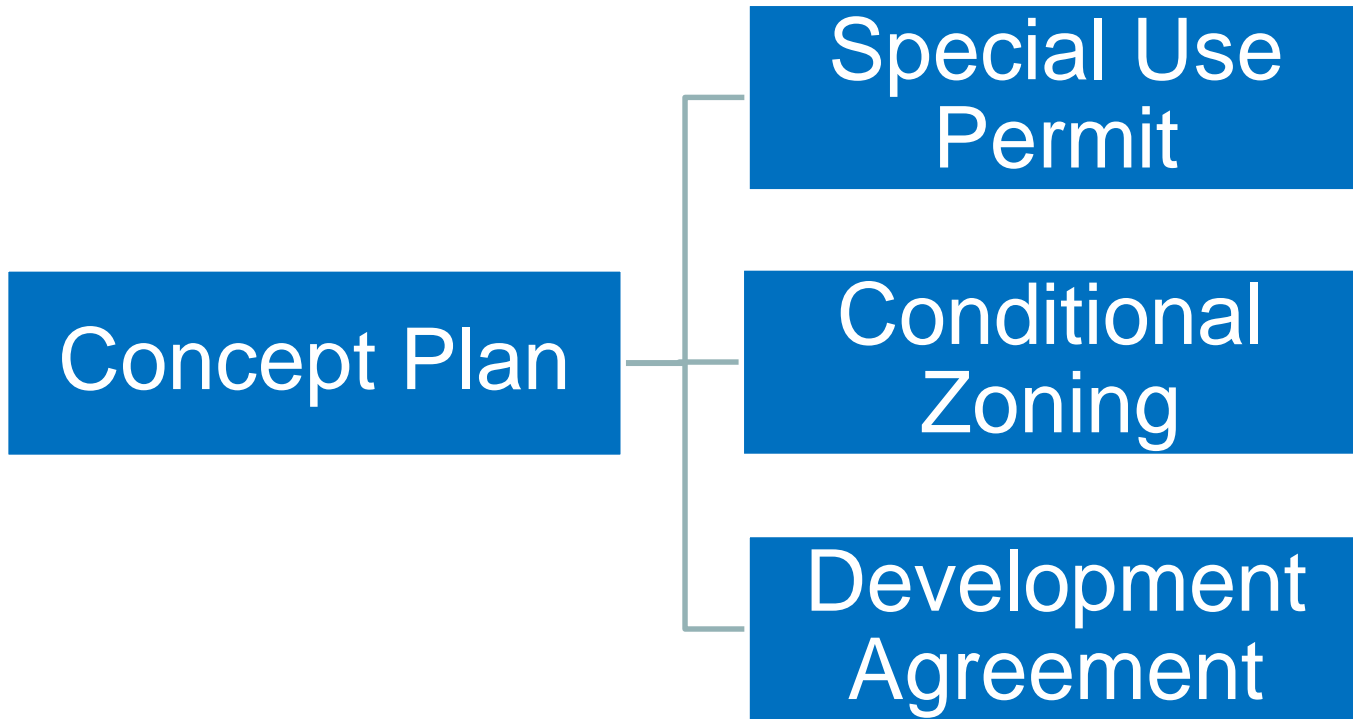 Concept Plan
Special Use
Permit
Conditional
Zoning
Development
Agreement